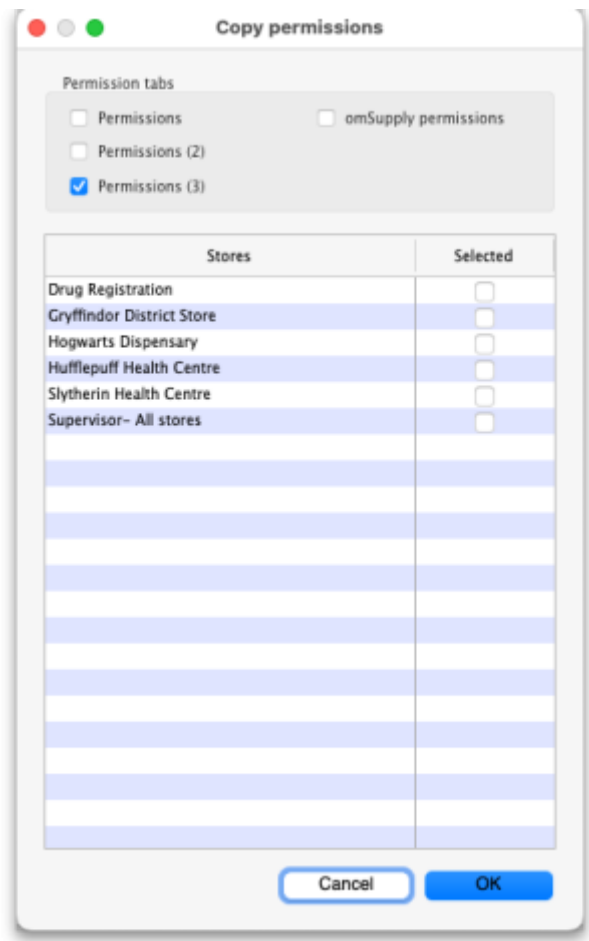 Copy permissions
Permission tabs
Permissions
omSupply permissions
Permissions (2)
Permissions (3)
Stores Selected
Drug Registration
Gryffindor District Store
Hogwarts Dispensary
Hufflepuff Health Centre
Slytherin Health Centre
Supervisor- All stores
Cancel OK